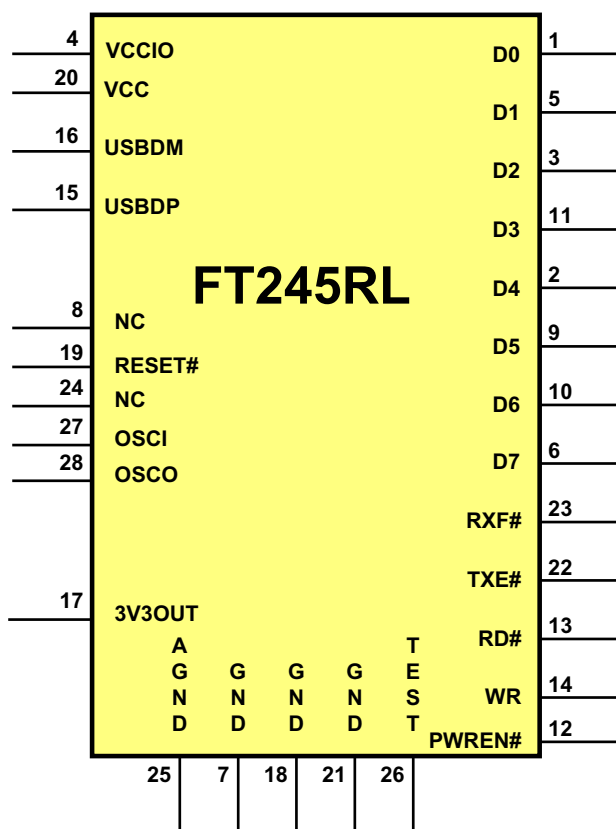 4 VCCIO
20 VCC
16 USBDM
15 USBDP
8 NC
19 RESET#
24 NC
27 OSCI
28 OSCO
17 3V3OUT
FT245RL
D0 1
D1 5
D2 3
D3 11
D4 2
D5 9
D6 10
D7 6
RXF# 23
TXE# 22
RD# 13
WR 14
PWREN# 12
AGND 25
GND 7
GND 18
GND 21
TEST 26